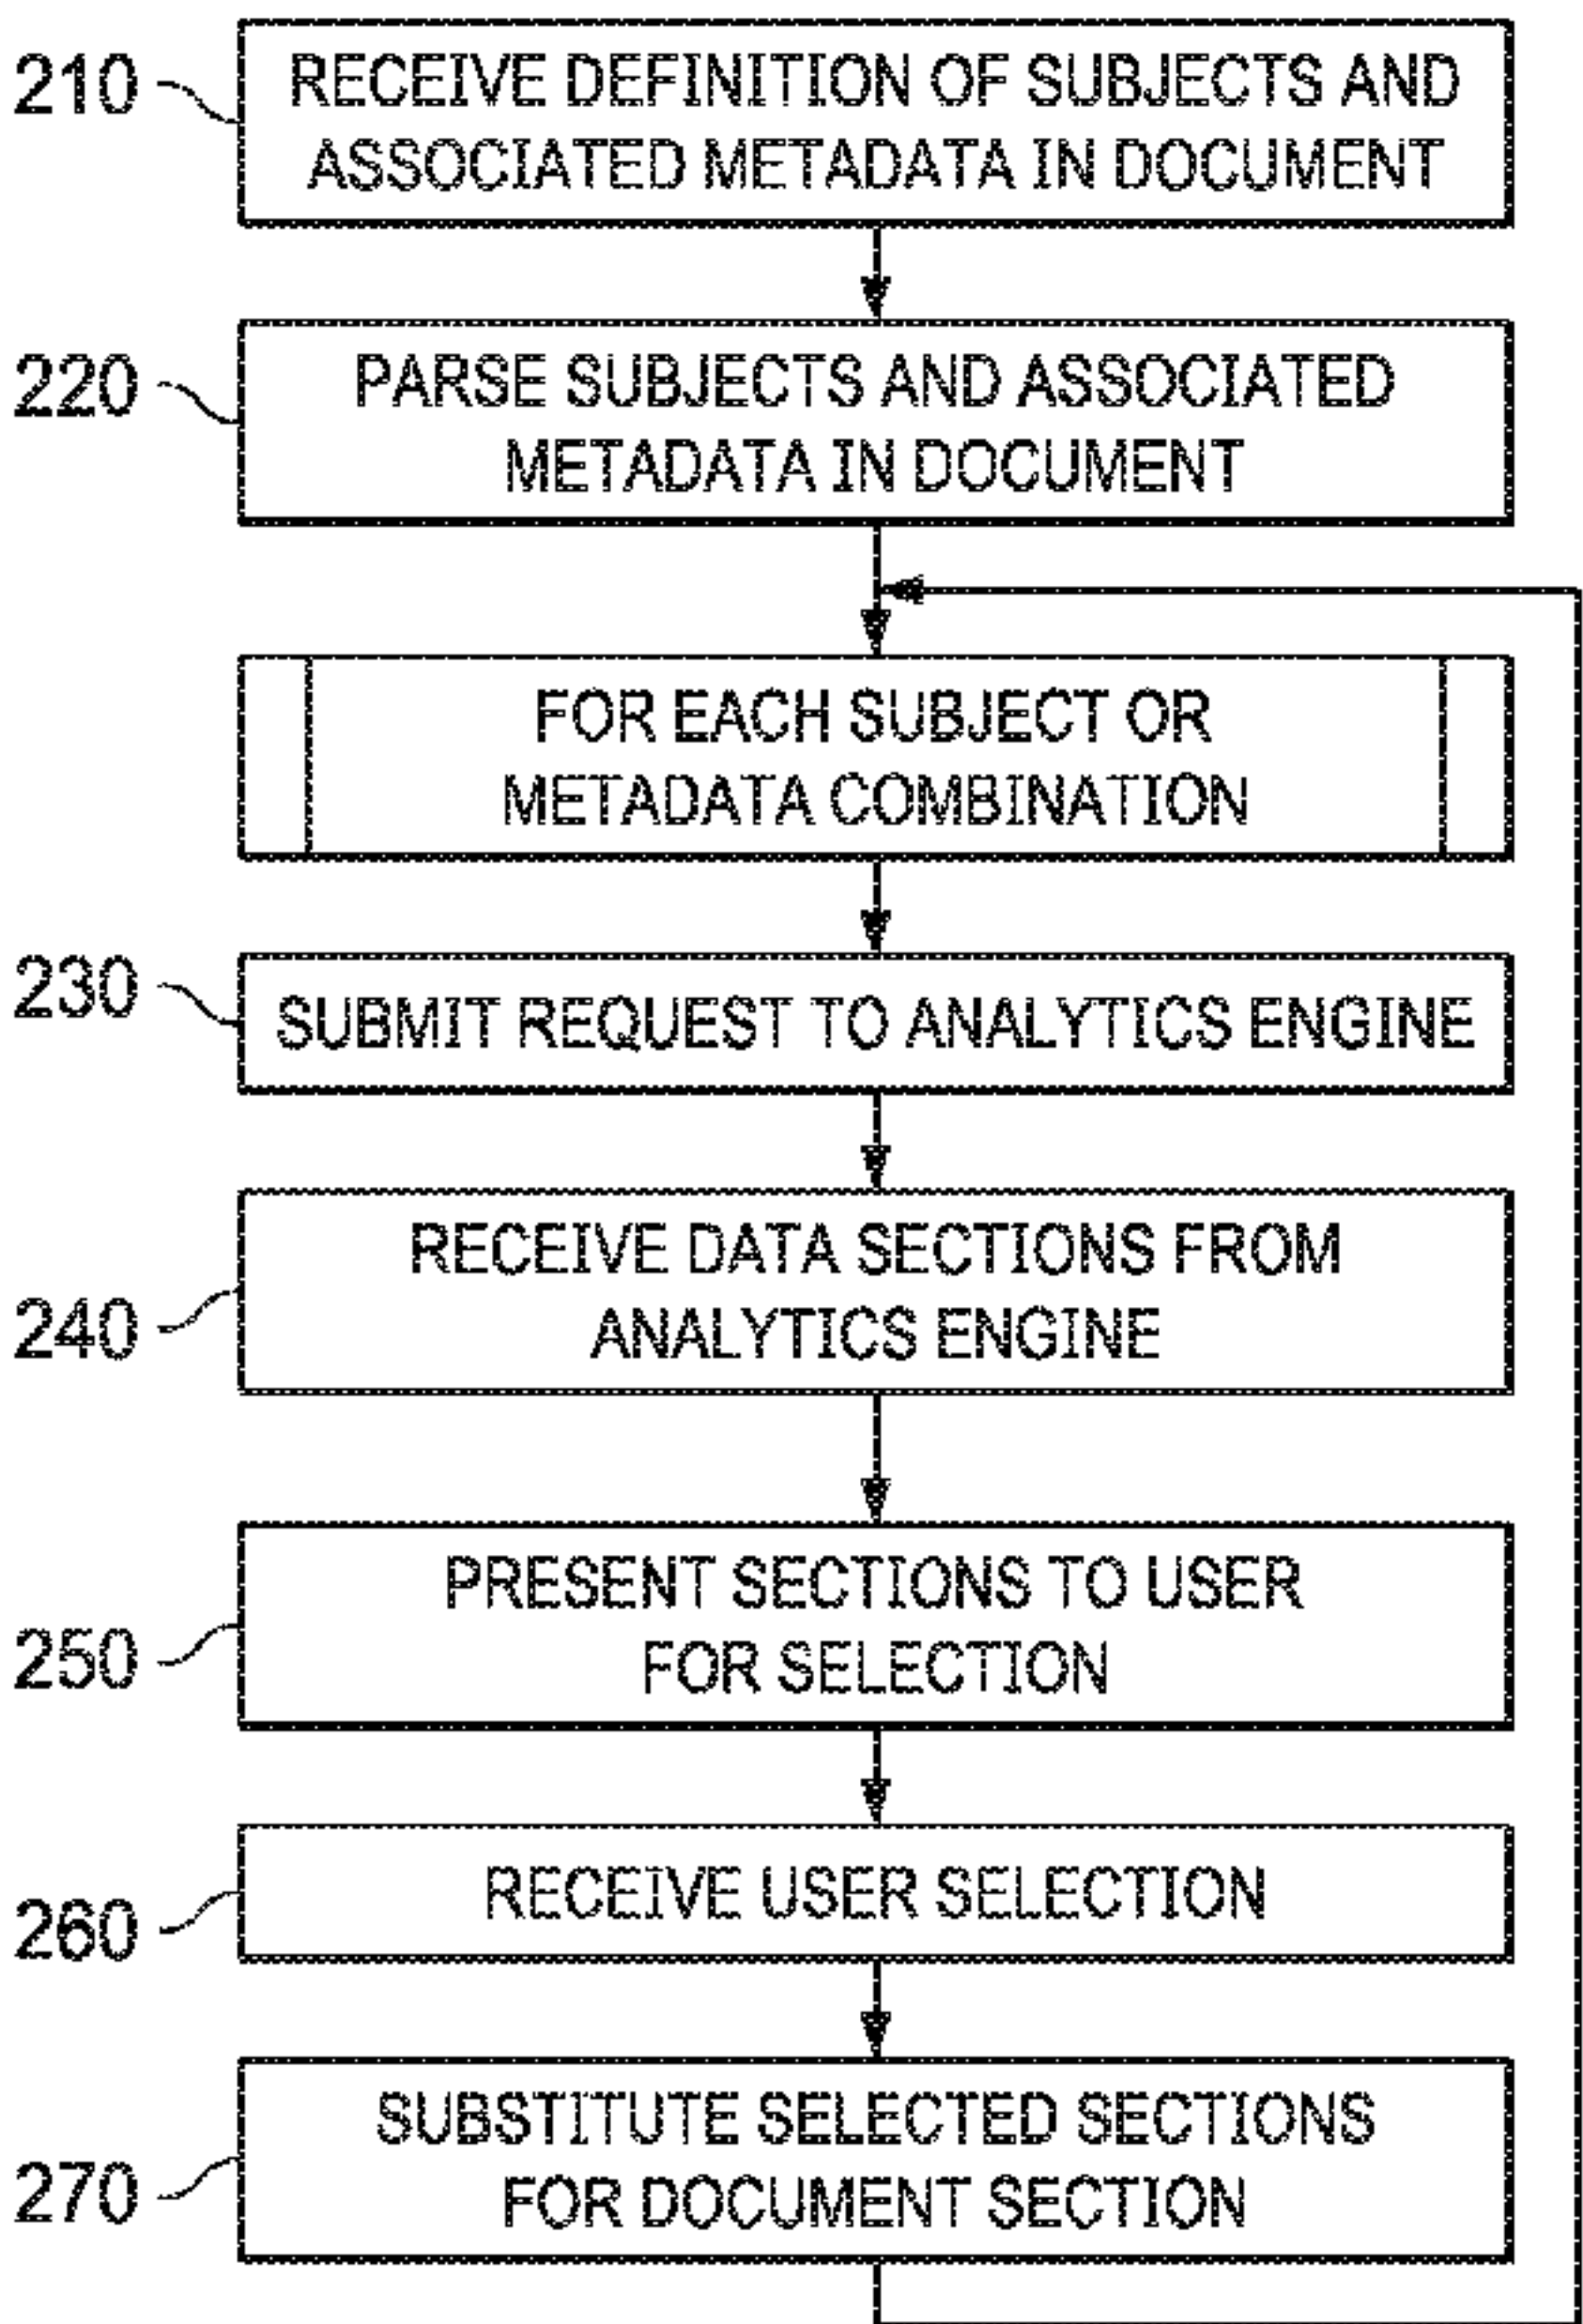 210
RECEIVE DEFINITION OF SUBJECTS AND
ASSOCIATED METADATA IN DOCUMENT
220
PARSE SUBJECTS AND ASSOCIATED
METADATA IN DOCUMENT
FOR EACH SUBJECT OR
METADATA COMBINATION
230
SUBMIT REQUEST TO ANALYTICS ENGINE
240
RECEIVE DATA SECTIONS FROM
ANALYTICS ENGINE
250
PRESENT SECTIONS TO USER
FOR SELECTION
260
RECEIVE USER SELECTION
270
SUBSTITUTE SELECTED SECTIONS
FOR DOCUMENT SECTION